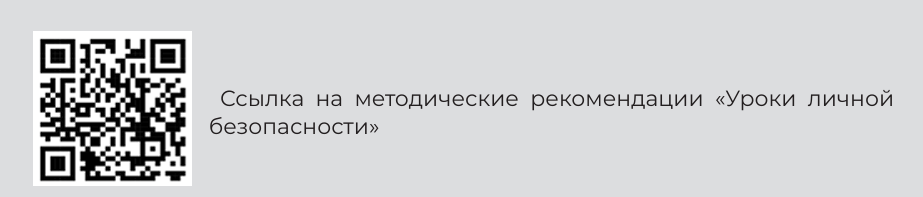 Ссылка на методические рекомендации «Уроки личной
безопасности»